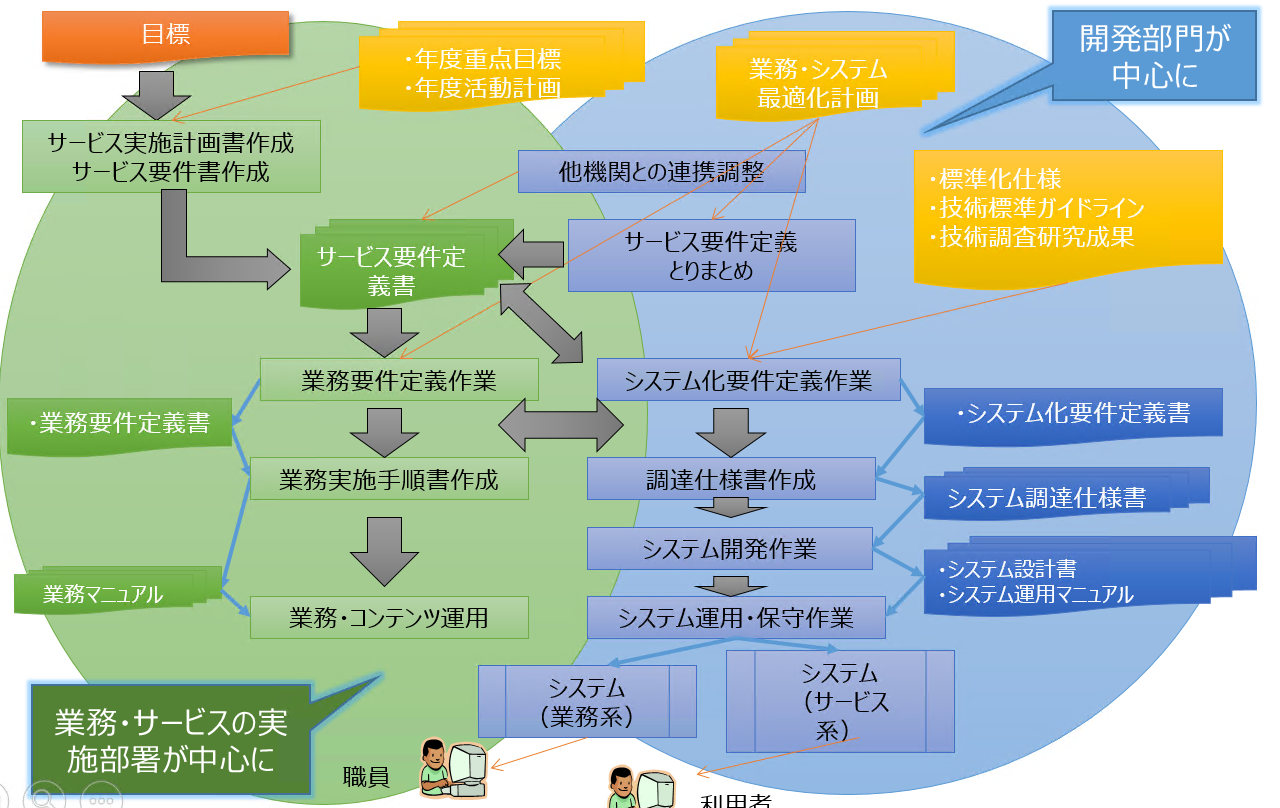 目標
・年度重点目標
・年度活動計画
業務・システム
最適化計画
開発部門が
中心に
サービス実施計画書作成
サービス要件書作成
他機関との連携調整
・標準化仕様
・技術標準ガイドライン
・技術調査研究成果
サービス要件定
義書
サービス要件定義
とりまとめ
業務要件定義作業
システム化要件定義作業
・業務要件定義書
・システム化要件定義書
業務実施手順書作成
調達仕様書作成
システム調達仕様書
システム開発作業
・システム設計書
・システム運用マニュアル
業務マニュアル
業務・コンテンツ運用
システム運用・保守作業
システム
（業務系）
システム
（サービス
系）
業務・サービスの実
施部署が中心に
職員
利用者